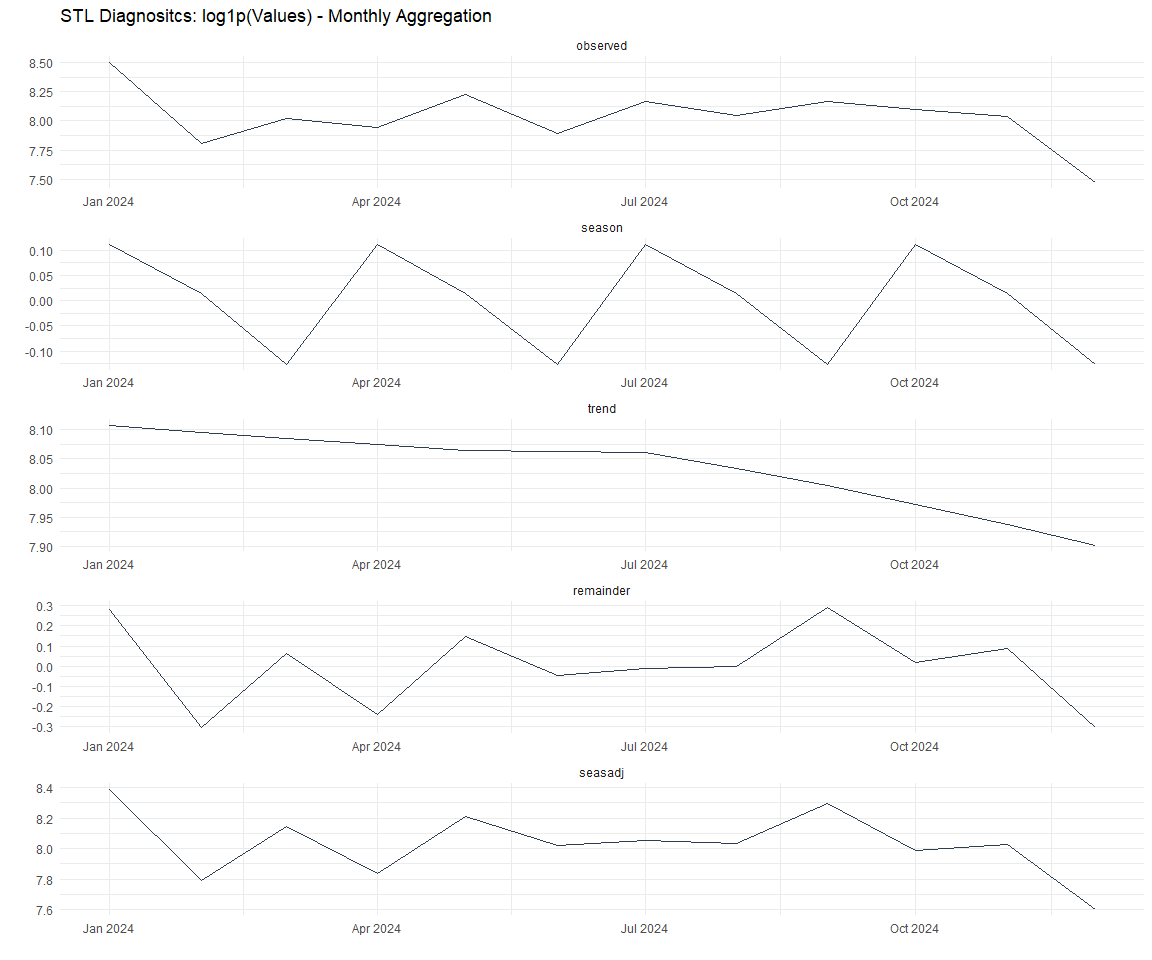 STL Diagnositcs: log1p(Values) - Monthly Aggregation
observed
8.50
8.25
8.00
7.75
7.50
Jan 2024 Apr 2024 Jul 2024 Oct 2024
season
0.10
0.05
0.00
-0.05
-0.10
Jan 2024 Apr 2024 Jul 2024 Oct 2024
trend
8.10
8.05
8.00
7.95
7.90
Jan 2024 Apr 2024 Jul 2024 Oct 2024
remainder
0.3
0.2
0.1
0.0
-0.1
-0.2
-0.3
Jan 2024 Apr 2024 Jul 2024 Oct 2024
seasadj
8.4
8.2
8.0
7.8
7.6
Jan 2024 Apr 2024 Jul 2024 Oct 2024